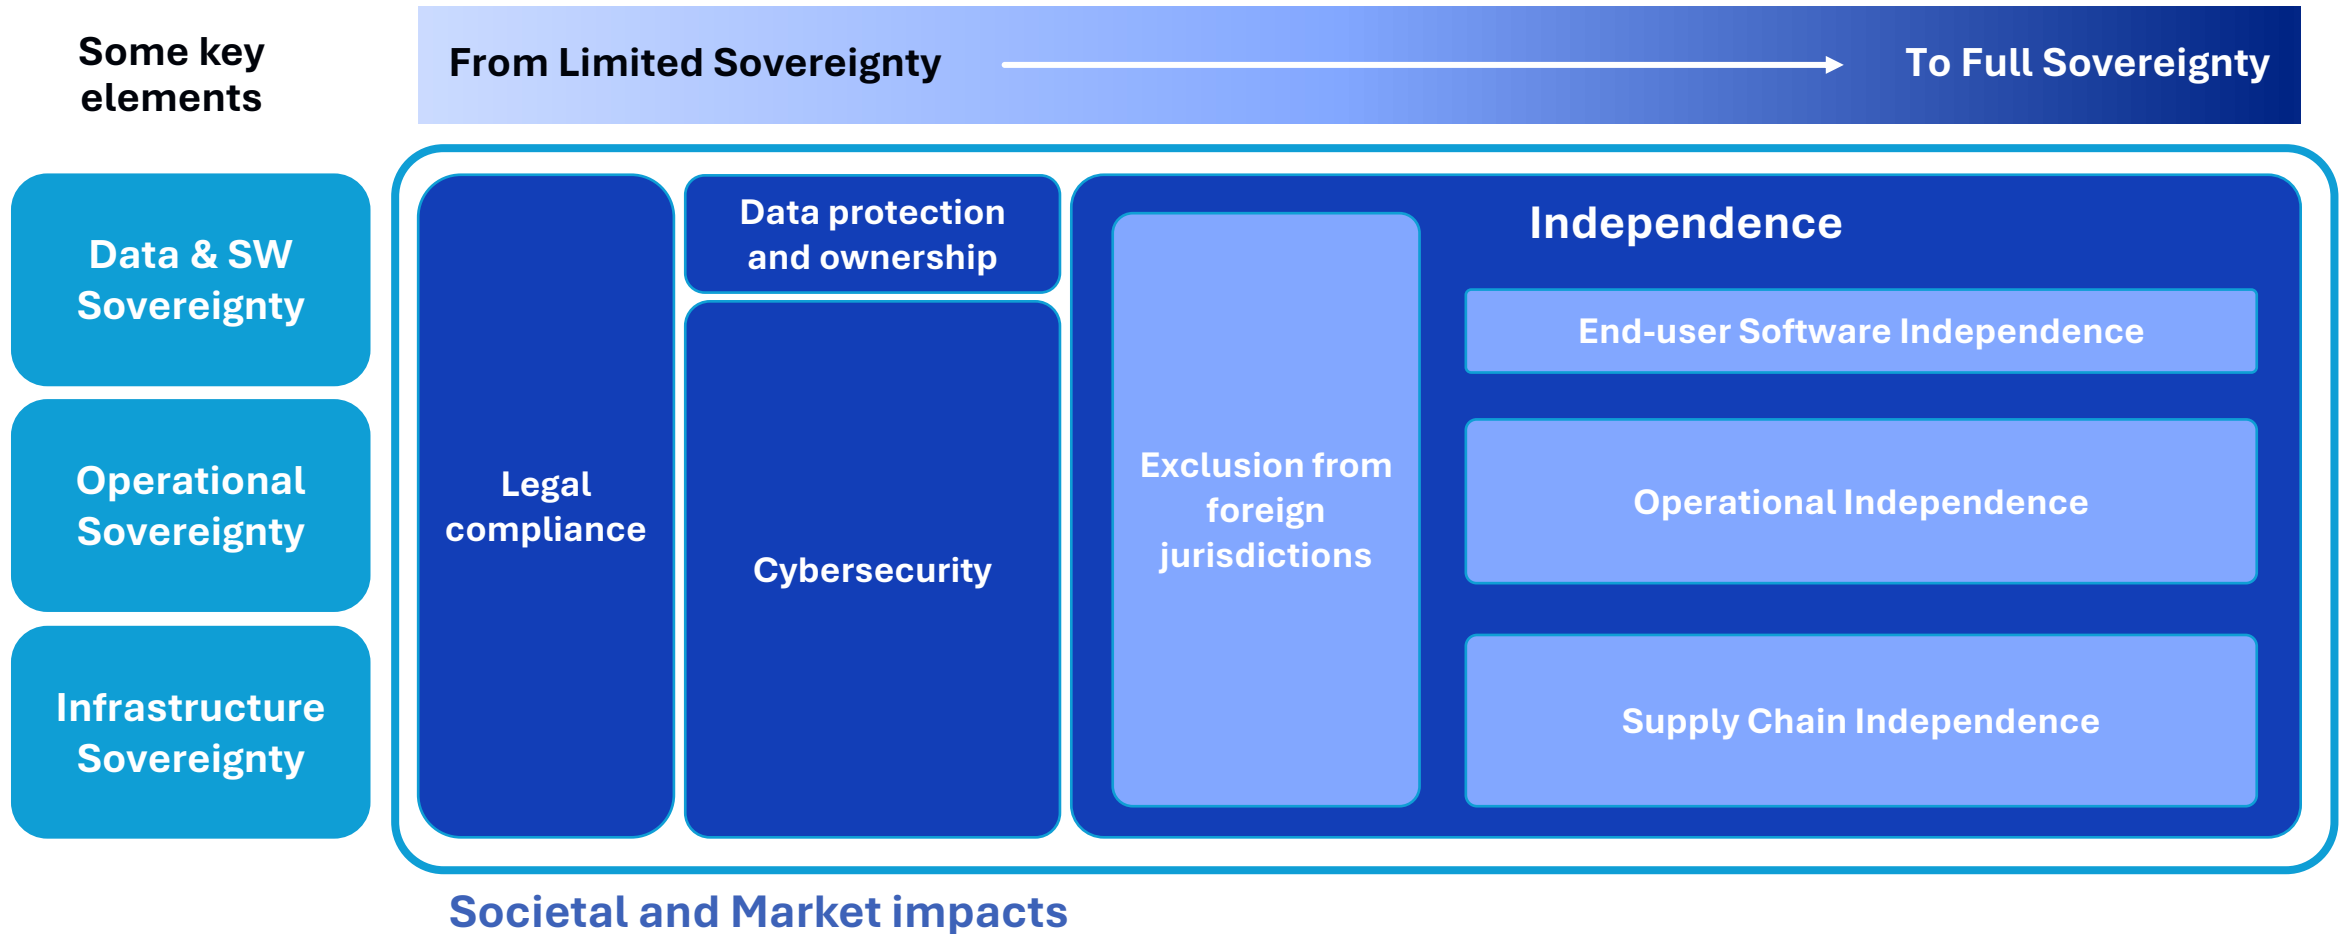 Some key
elements
From Limited Sovereignty
To Full Sovereignty
Data & SW
Sovereignty
Operational
Sovereignty
Infrastructure
Sovereignty
Legal
compliance
Data protection
and ownership
Cybersecurity
Independence
Exclusion from
foreign
jurisdictions
End-user Software Independence
Operational Independence
Supply Chain Independence
Societal and Market impacts